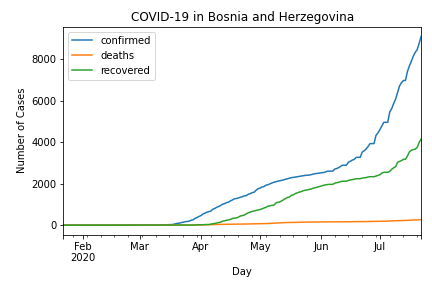 COVID-19 in Bosnia and Herzegovina
confirmed
deaths
recovered
Number of Cases
8000
6000
4000
2000
0
Feb
2020
Mar
Apr
May
Jun
Jul
Day